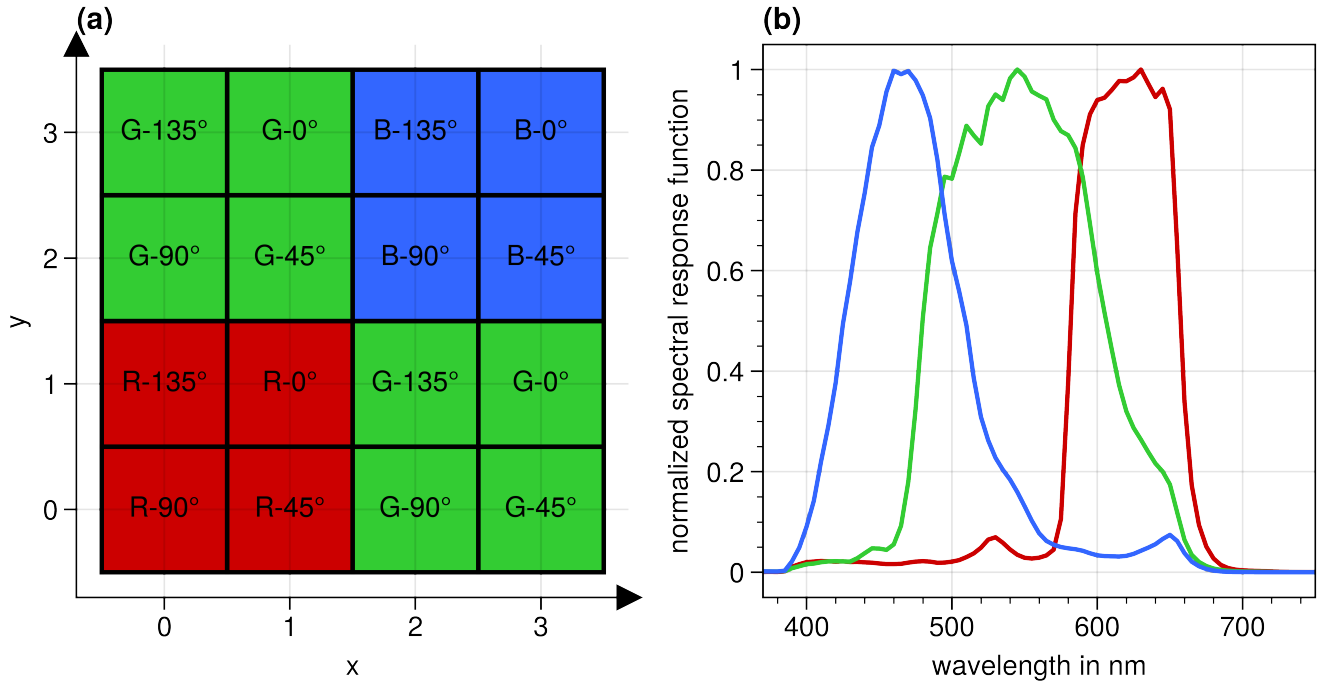 (a)
G-135° G-0° B-135° B-0°
G-90° G-45° B-90° B-45°
R-135° R-0° G-135° G-0°
R-90° R-45° G-90° G-45°
3
2
1
0
y
0 1 2 3
x
(b)
1
0.8
0.6
0.4
0.2
0
normalized spectral response function
400 500 600 700
wavelength in nm